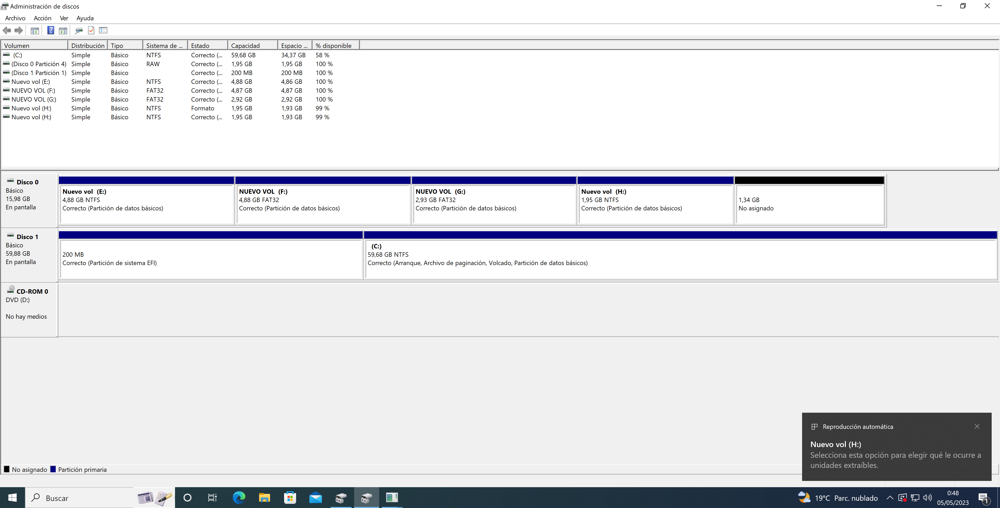 Administración de discos
Archivo Acción Ver Ayuda
Volumen Distribución Tipo Sistema de ... Estado Capacidad Espacio ... % disponible
(C:) Simple Básico NTFS Correcto (... 59,68 GB 34,37 GB 58 %
(Disco 0 Partición 4) Simple Básico RAW Correcto (... 1,95 GB 1,95 GB 100 %
(Disco 1 Partición 1) Simple Básico Correcto (... 200 MB 200 MB 100 %
Nuevo vol (E:) Simple Básico NTFS Correcto (... 4,88 GB 4,86 GB 100 %
NUEVO VOL (F:) Simple Básico FAT32 Correcto (... 4,87 GB 4,87 GB 100 %
NUEVO VOL (G:) Simple Básico FAT32 Correcto (... 2,92 GB 2,92 GB 100 %
Nuevo vol (H:) Simple Básico NTFS Formato 1,95 GB 1,93 GB 99 %
Nuevo vol (H:) Simple Básico NTFS Correcto (... 1,95 GB 1,93 GB 99 %
Disco 0
Básico
15,98 GB
En pantalla
Nuevo vol (E:)
4,88 GB NTFS
Correcto (Partición de datos básicos)
NUEVO VOL (F:)
4,88 GB FAT32
Correcto (Partición de datos básicos)
NUEVO VOL (G:)
2,93 GB FAT32
Correcto (Partición de datos básicos)
Nuevo vol (H:)
1,95 GB NTFS
Correcto (Partición de datos básicos)
1,34 GB
No asignado
Disco 1
Básico
59,88 GB
En pantalla
200 MB
Correcto (Partición de sistema EFI)
(C:)
59,68 GB NTFS
Correcto (Arranque, Archivo de paginación, Volcado, Partición de datos básicos)
CD-ROM 0
DVD (D:)
No hay medios
Reproducción automática
Nuevo vol (H:)
Selecciona esta opción para elegir qué le ocurre a
unidades extraíbles.
No asignado Partición primaria
Buscar
19°C Parc. nublado
0:48
05/05/2023
1